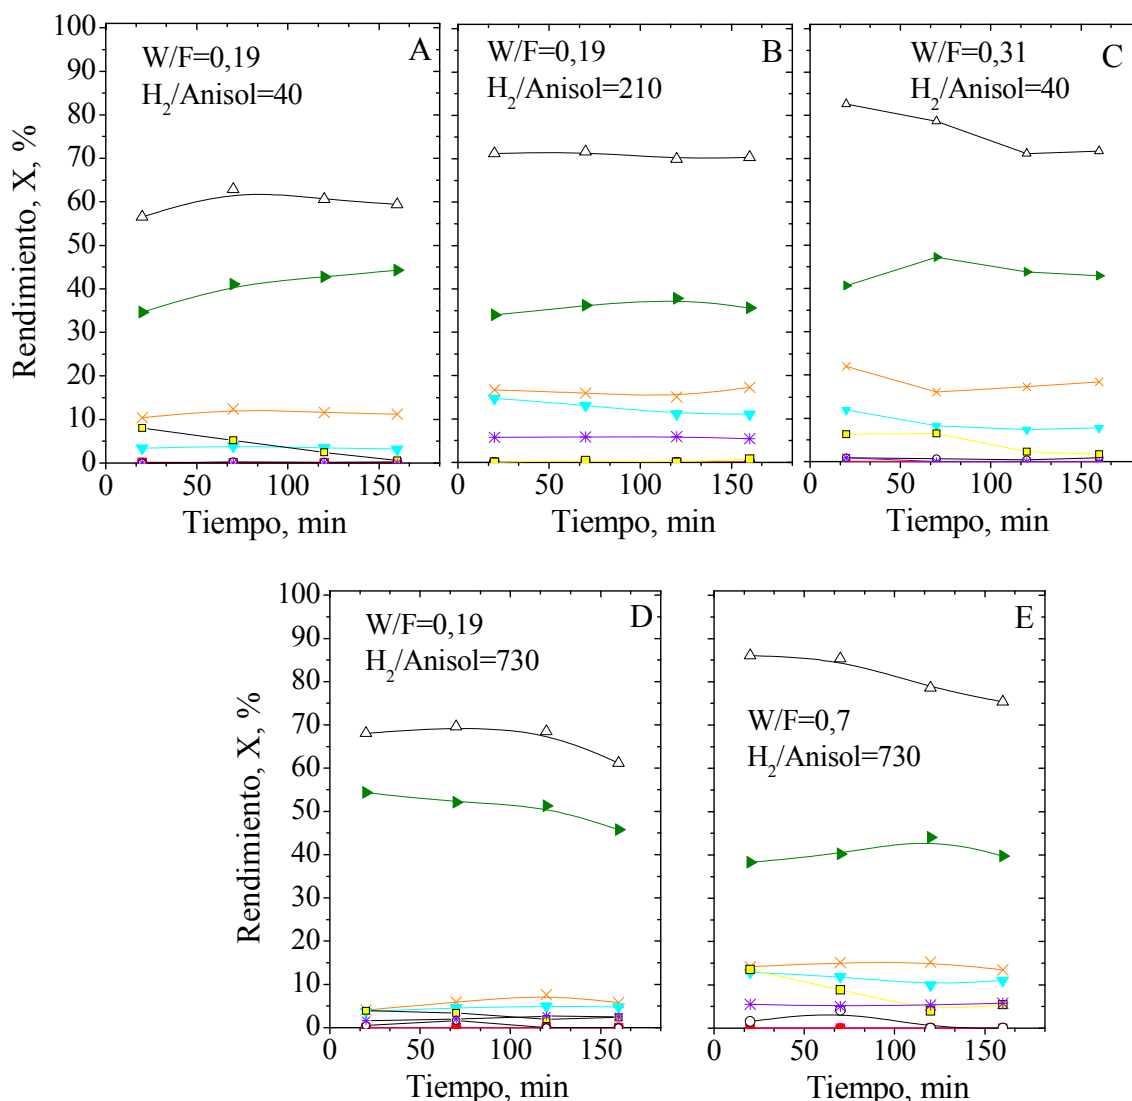 Rendimiento, X, %
100
90
80
70
60
50
40
30
20
10
0
A
W/F=0,19
H₂/Anisol=40
0 50 100 150
Tiempo, min
B
W/F=0,19
H₂/Anisol=210
0 50 100 150
Tiempo, min
C
W/F=0,31
H₂/Anisol=40
0 50 100 150
Tiempo, min
Rendimiento, X, %
100
90
80
70
60
50
40
30
20
10
0
D
W/F=0,19
H₂/Anisol=730
0 50 100 150
Tiempo, min
E
W/F=0,7
H₂/Anisol=730
0 50 100 150
Tiempo, min